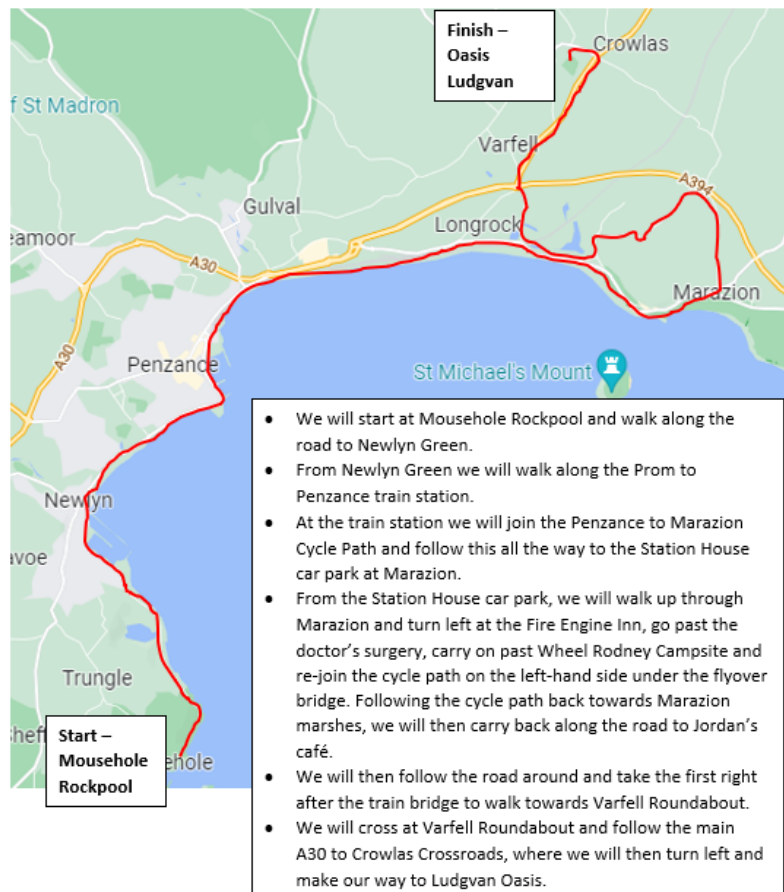 Finish –
Oasis
Ludgvan
Crowlas
f St Madron
Varfell
Gulval
A394
Longrock
eamoor
A30
Marazion
A30
Penzance
St Michael's Mount
Newlyn
avoe
Trungle
Sheff
ehole
Start –
Mousehole
Rockpool
• We will start at Mousehole Rockpool and walk along the
road to Newlyn Green.
• From Newlyn Green we will walk along the Prom to
Penzance train station.
• At the train station we will join the Penzance to Marazion
Cycle Path and follow this all the way to the Station House
car park at Marazion.
• From the Station House car park, we will walk up through
Marazion and turn left at the Fire Engine Inn, go past the
doctor's surgery, carry on past Wheel Rodney Campsite and
re-join the cycle path on the left-hand side under the flyover
bridge. Following the cycle path back towards Marazion
marshes, we will then carry back along the road to Jordan's
café.
• We will then follow the road around and take the first right
after the train bridge to walk towards Varfell Roundabout.
• We will cross at Varfell Roundabout and follow the main
A30 to Crowlas Crossroads, where we will then turn left and
make our way to Ludgvan Oasis.